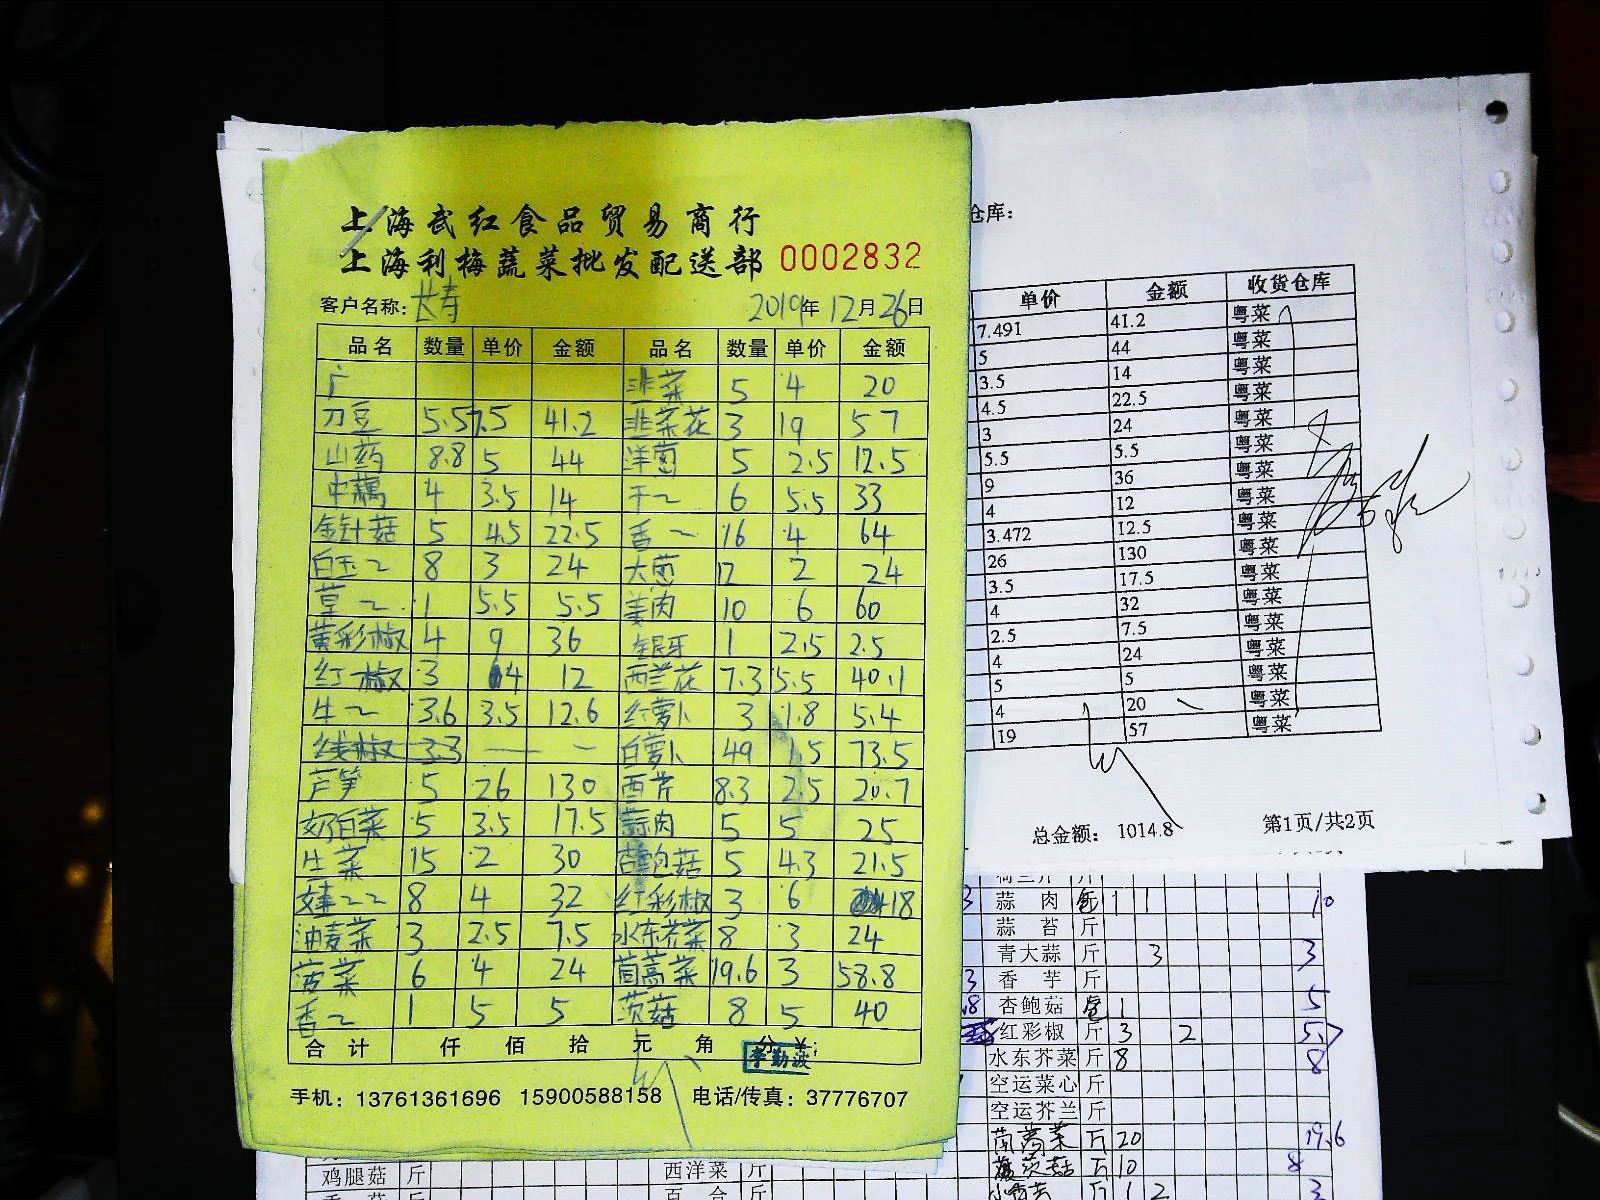 上海武红食品贸易商行
上海利梅蔬菜批发配送部 0002832
客户名称: 长寿 2019年12月26日
品名 数量 单价 金额 品名 数量 单价 金额
广 韭菜 5 4 20
刀豆 5.5 7.5 41.2 韭菜花 3 19 57
山药 8.8 5 44 洋葱 5 2.5 12.5
中藕 4 3.5 14 干~ 6 5.5 33
金针菇 5 4.5 22.5 香~ 16 4 64
白玉~ 8 3 24 大葱 12 2 24
草~ 1 5.5 5.5 姜肉 10 6 60
黄彩椒 4 9 36 银牙 1 2.5 2.5
红椒 3 4 12 西兰花 7.3 5.5 40.1
牛~ 3.6 3.5 12.6 红萝卜 3 1.8 5.4
线椒 3.3 — — 白萝卜 49 1.5 73.5
芦笋 5 26 130 西芹 8.3 2.5 20.7
奶白菜 5 3.5 17.5 蒜肉 5 5 25
生菜 15 2 30 杏鲍菇 5 4.3 21.5
娃~~ 8 4 32 红彩椒 3 6 18
油麦菜 3 2.5 7.5 水东芥菜 8 3 24
菠菜 6 4 24 茼蒿菜 19.6 3 58.8
香~ 1 5 5 茨菇 8 5 40
合计 仟 佰 拾 元 角 分 ¥:
李勤波
手机: 13761361696 15900588158 电话/传真: 37776707
仓库:
单价 金额 收货仓库
7.491 41.2 粤菜
5 44 粤菜
3.5 14 粤菜
4.5 22.5 粤菜
3 24 粤菜
5.5 5.5 粤菜
9 36 粤菜
4 12 粤菜
3.472 12.5 粤菜
26 130 粤菜
3.5 17.5 粤菜
4 32 粤菜
2.5 7.5 粤菜
4 24 粤菜
5 5 粤菜
4 20 粤菜
19 57 粤菜
总金额: 1014.8 第1页/共2页
荷兰芹 斤
3 蒜肉 包 1 1 10
蒜苔 斤
青大蒜 斤 3 3
3 香芋 斤
.8 杏鲍菇 包 1 5
红彩椒 斤 3 2 5.7
水东芥菜 斤 8 8
空运菜心 斤
空运芥兰 斤
茼蒿菜 斤 20 19.6
茨菇 斤 10 8
斤 1 2 3
鸡腿菇 斤 西洋菜 斤
百合 斤